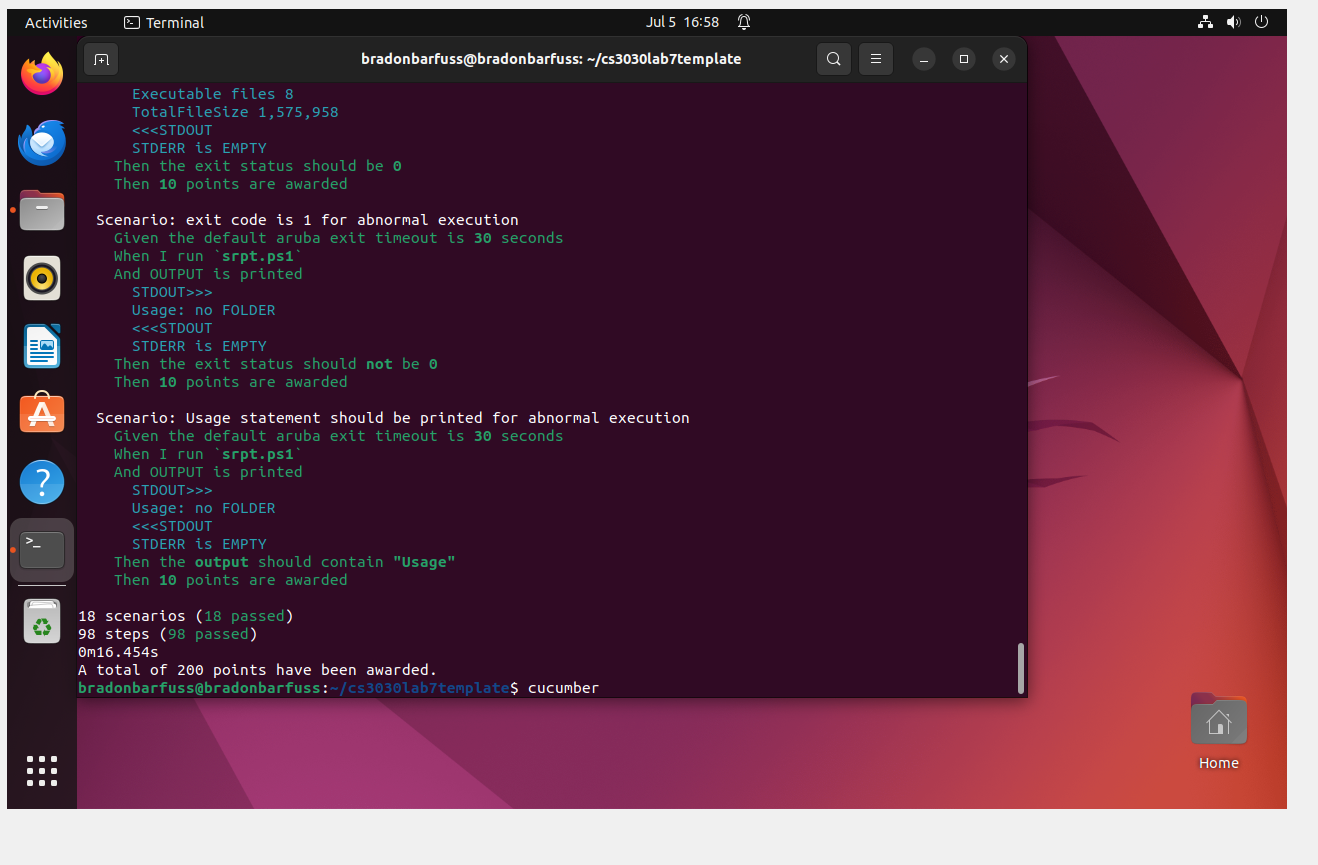 Activities
Terminal
Jul 5 16:58
bradonbarfuss@bradonbarfuss: ~/cs3030lab7template
Executable files 8
TotalFileSize 1,575,958
<<<STDOUT
STDERR is EMPTY
Then the exit status should be 0
Then 10 points are awarded
Scenario: exit code is 1 for abnormal execution
Given the default aruba exit timeout is 30 seconds
When I run `srpt.ps1`
And OUTPUT is printed
STDOUT>>>
Usage: no FOLDER
<<<STDOUT
STDERR is EMPTY
Then the exit status should not be 0
Then 10 points are awarded
Scenario: Usage statement should be printed for abnormal execution
Given the default aruba exit timeout is 30 seconds
When I run `srpt.ps1`
And OUTPUT is printed
STDOUT>>>
Usage: no FOLDER
<<<STDOUT
STDERR is EMPTY
Then the output should contain "Usage"
Then 10 points are awarded
18 scenarios (18 passed)
98 steps (98 passed)
0m16.454s
A total of 200 points have been awarded.
bradonbarfuss@bradonbarfuss:~/cs3030lab7template$ cucumber
Home